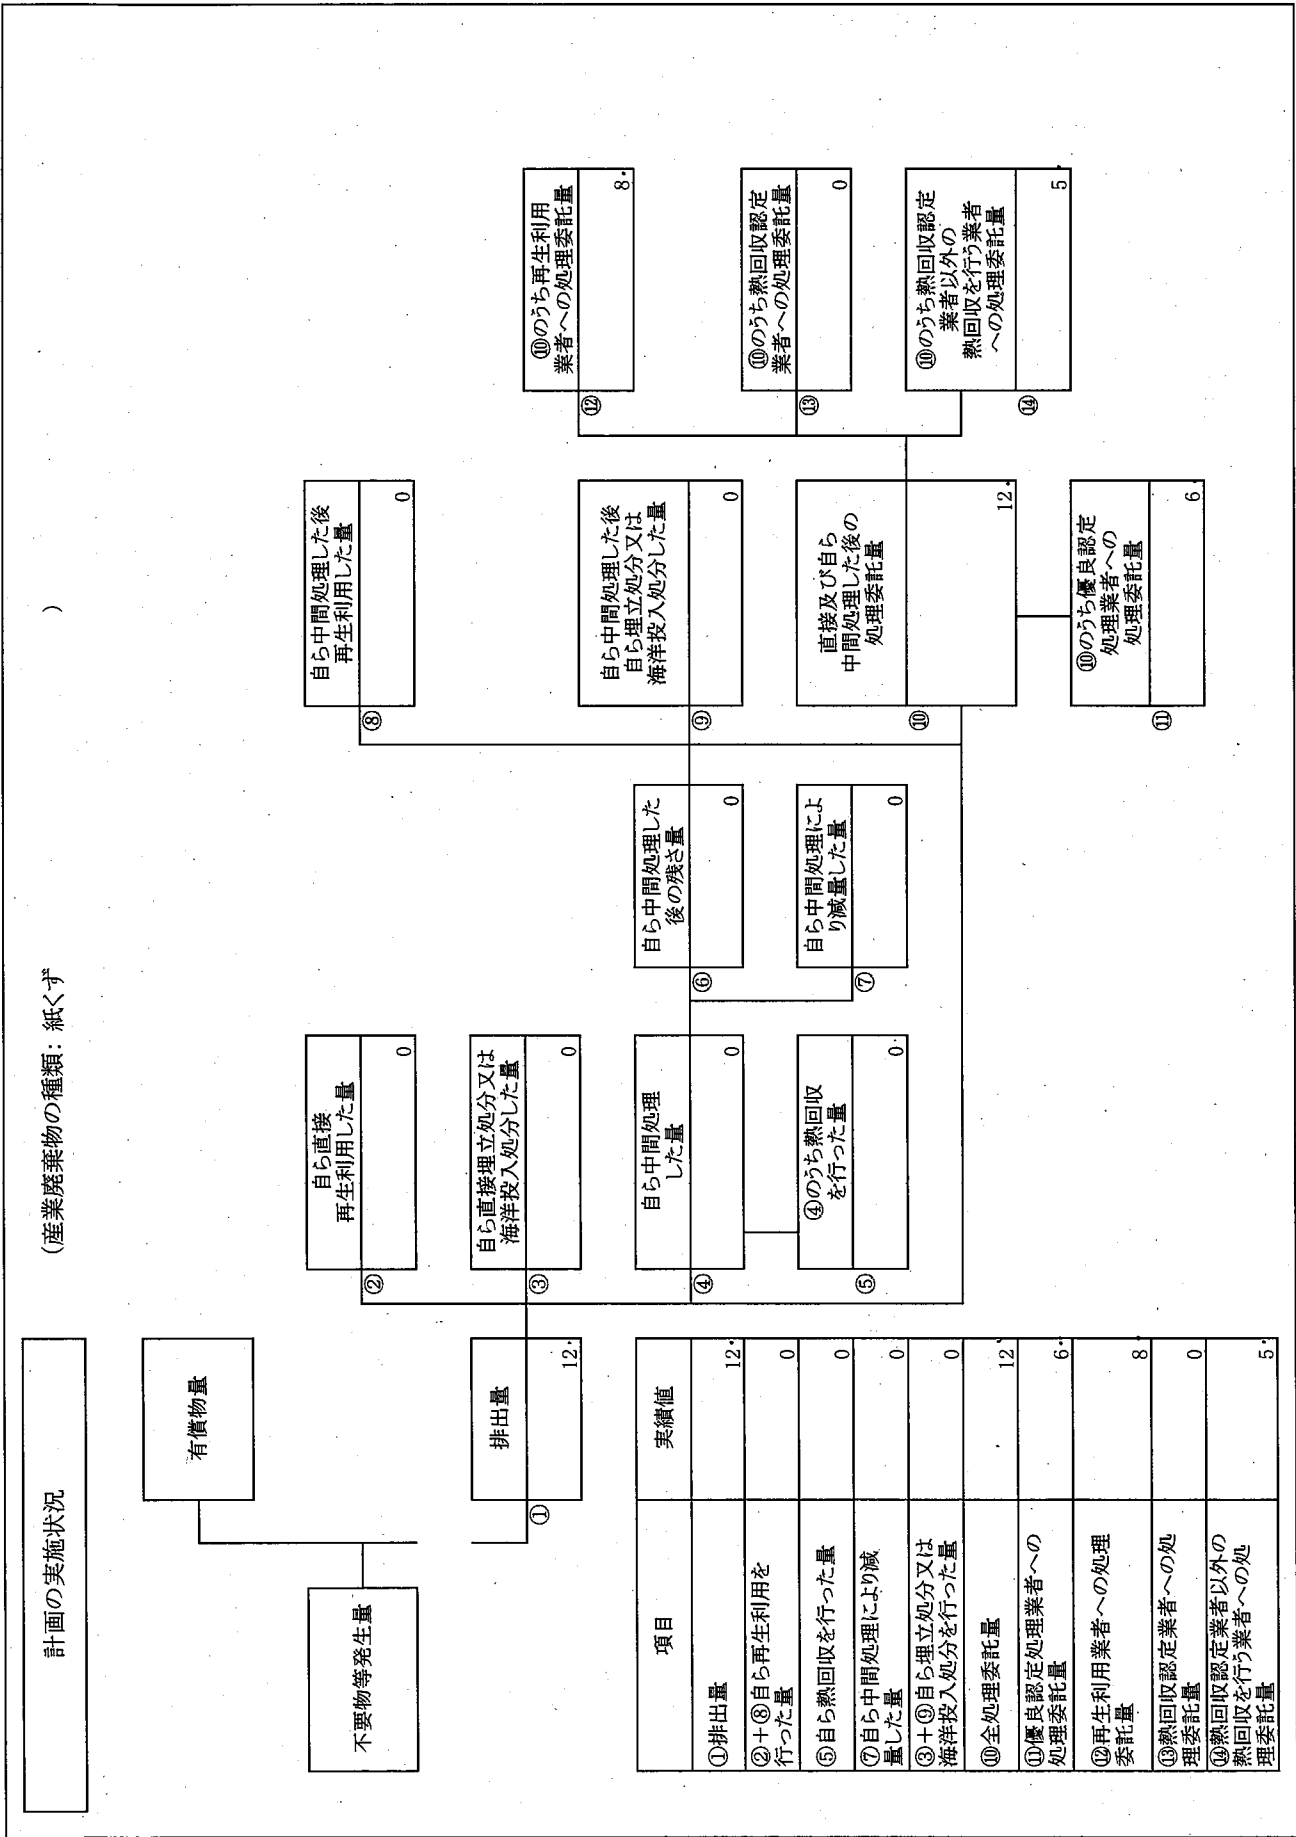 計画の実施状況
(産業廃棄物の種類：紙くず
)
不要物等発生量
有償物量
①
排出量
12.
②
自ら直接
再生利用した量
0
③
自ら直接埋立処分又は
海洋投入処分した量
0
④
自ら中間処理
した量
0
⑤
④のうち熱回収
を行った量
0
⑥
自ら中間処理した
後の残さ量
0
⑦
自ら中間処理によ
り減量した量
0
⑧
自ら中間処理した後
再生利用した量
0
⑨
自ら中間処理した後
自ら埋立処分又は
海洋投入処分した量
0
⑩
直接及び自ら
中間処理した後の
処理委託量
12.
⑪
⑩のうち優良認定
処理業者への
処理委託量
6
⑫
⑩のうち再生利用
業者への処理委託量
8.
⑬
⑩のうち熱回収認定
業者への処理委託量
0
⑭
⑩のうち熱回収認定
業者以外の
熱回収を行う業者
への処理委託量
5
項目
実績値
①排出量
12.
②+⑧自ら再生利用を
行った量
0
⑤自ら熱回収を行った量
0
⑦自ら中間処理により減
量した量
0
③+⑨自ら埋立処分又は
海洋投入処分を行った量
0
⑩全処理委託量
12
⑪優良認定処理業者への
処理委託量
6.
⑫再生利用業者への処理
委託量
8
⑬熱回収認定業者への処
理委託量
0
⑭熱回収認定業者以外の
熱回収を行う業者への処
理委託量
5.